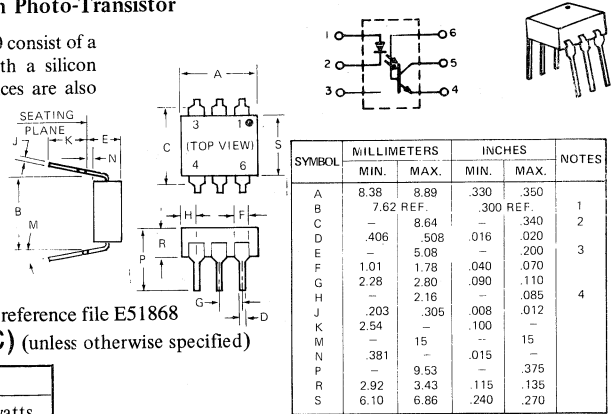 n Photo-Transistor
consist of a
th a silicon
ces are also
SEATING
PLANE
J
K
E
N
B
M
A
C
S
3 1
(TOP VIEW)
4 6
H
F
R
P
G
D
1
2
3
6
5
4
reference file E51868
C) (unless otherwise specified)
watts
SYMBOL MILLIMETERS INCHES NOTES
MIN. MAX. MIN. MAX.
A 8.38 8.89 .330 .350
B 7.62 REF. .300 REF. 1
C – 8.64 – .340 2
D .406 .508 .016 .020
E – 5.08 – .200 3
F 1.01 1.78 .040 .070
G 2.28 2.80 .090 .110
H – 2.16 – .085 4
J .203 .305 .008 .012
K 2.54 – .100 –
M – 15 – 15
N .381 – .015 –
P – 9.53 – .375
R 2.92 3.43 .115 .135
S 6.10 6.86 .240 .270